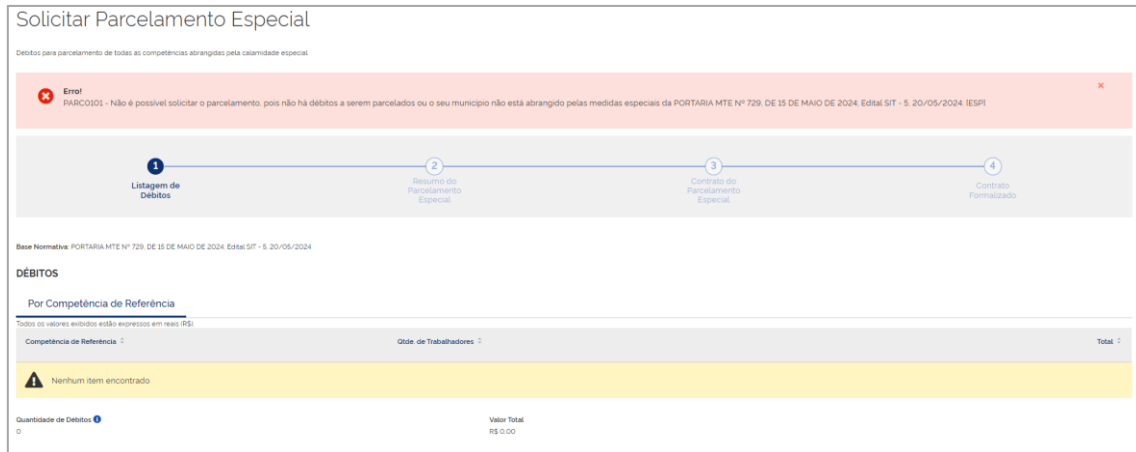 Solicitar Parcelamento Especial
Débitos para parcelamento de todas as competências abrangidas pela calamidade especial
Erro!
PARC0101 - Não é possível solicitar o parcelamento, pois não há débitos a serem parcelados ou o seu município não está abrangido pelas medidas especiais da PORTARIA MTE Nº 729, DE 15 DE MAIO DE 2024; Edital SIT - 5, 20/05/2024. [ESP]
1
2
3
4
Listagem de
Débitos
Resumo do
Parcelamento
Especial
Contrato do
Parcelamento
Especial
Contrato
Formalizado
Base Normativa: PORTARIA MTE Nº 729, DE 15 DE MAIO DE 2024; Edital SIT - 5, 20/05/2024
DÉBITOS
Por Competência de Referência
Todos os valores exibidos estão expressos em reais (R$)
Competência de Referência
Qtde. de Trabalhadores
Total
Nenhum item encontrado
Quantidade de Débitos
Valor Total
0
R$ 0,00